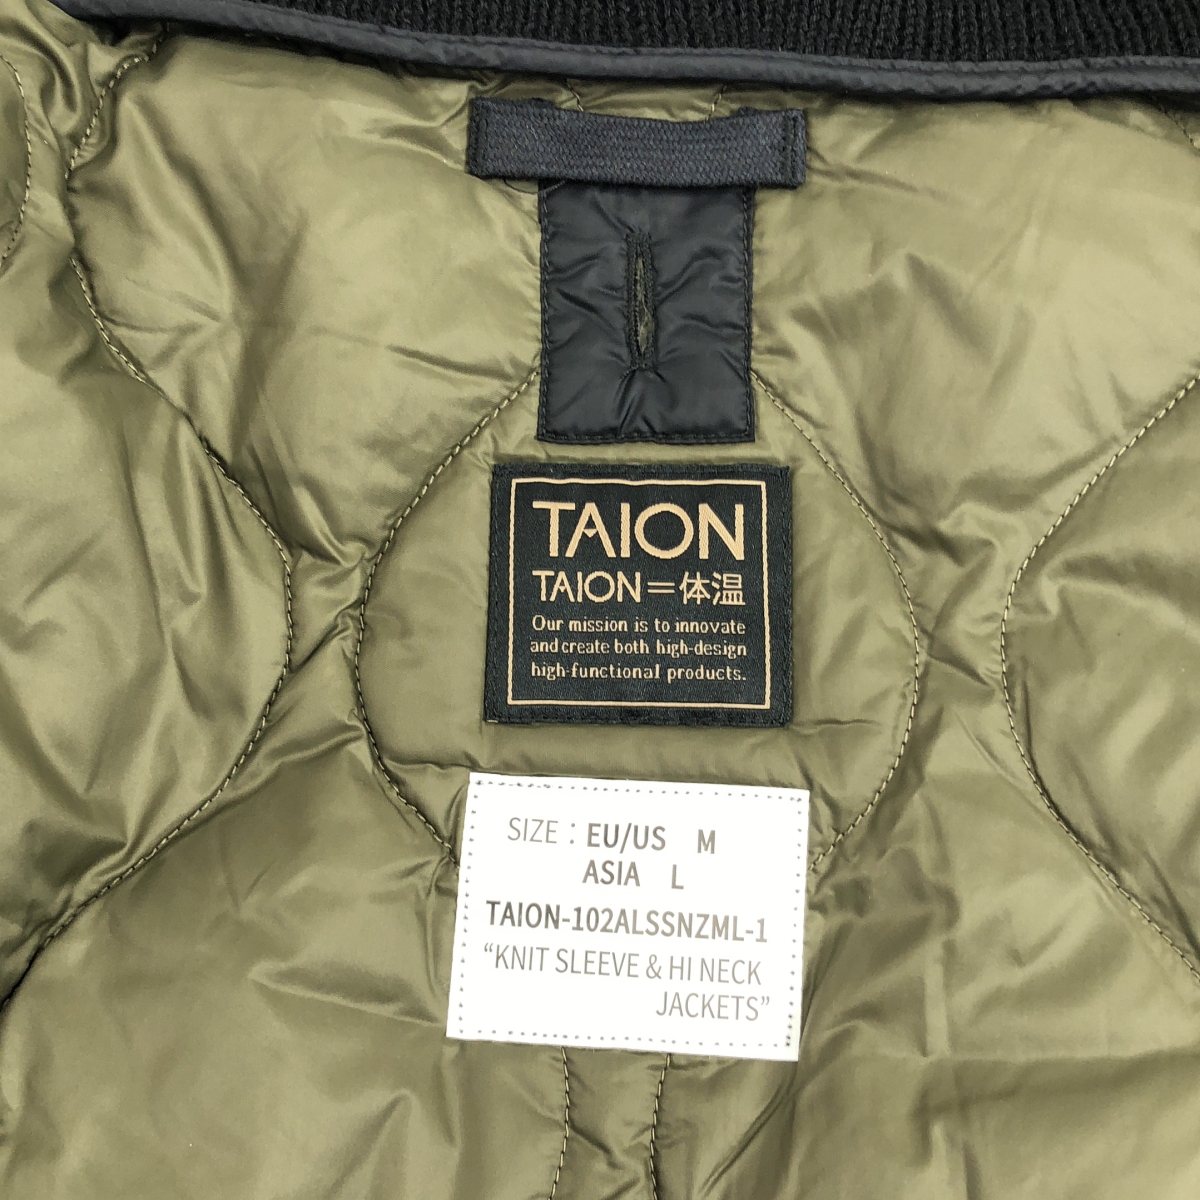 TAION
TAION=体温
Our mission is to innovate
and create both high-design
high-functional products.
SIZE : EU/US M
ASIA L
TAION-102ALSSNZML-1
“KNIT SLEEVE & HI NECK
JACKETS”